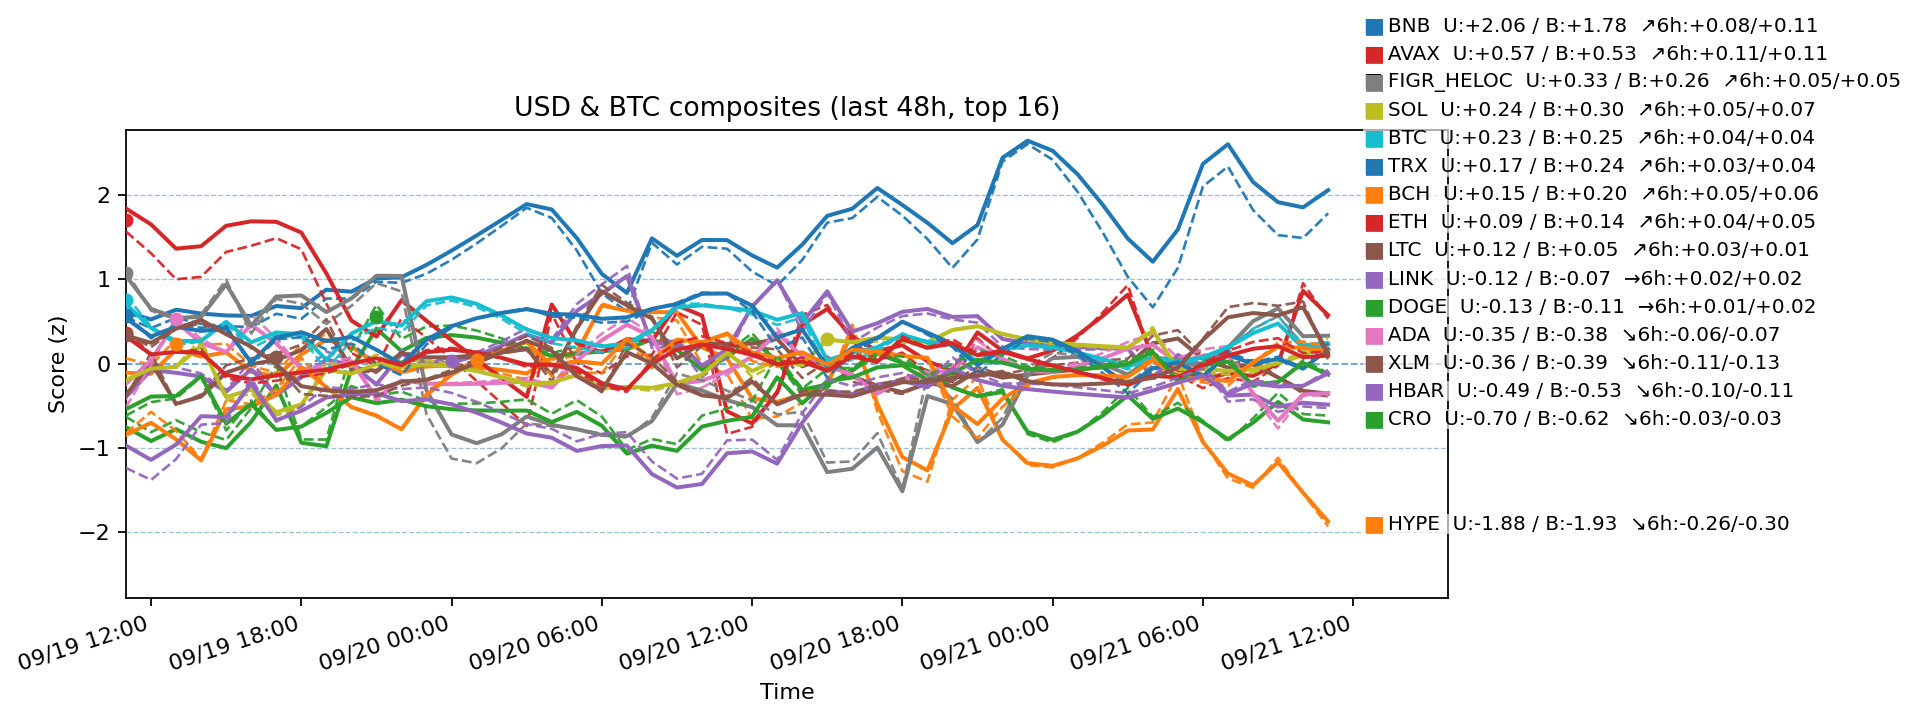 BNB  U:+2.06 / B:+1.78  ↗6h:+0.08/+0.11
AVAX  U:+0.57 / B:+0.53  ↗6h:+0.11/+0.11
FIGR_HELOC  U:+0.33 / B:+0.26  ↗6h:+0.05/+0.05
USD & BTC composites (last 48h, top 16)
SOL  U:+0.24 / B:+0.30  ↗6h:+0.05/+0.07
BTC  U:+0.23 / B:+0.25  ↗6h:+0.04/+0.04
TRX  U:+0.17 / B:+0.24  ↗6h:+0.03/+0.04
BCH  U:+0.15 / B:+0.20  ↗6h:+0.05/+0.06
ETH  U:+0.09 / B:+0.14  ↗6h:+0.04/+0.05
LTC  U:+0.12 / B:+0.05  ↗6h:+0.03/+0.01
LINK  U:-0.12 / B:-0.07  →6h:+0.02/+0.02
DOGE  U:-0.13 / B:-0.11  →6h:+0.01/+0.02
ADA  U:-0.35 / B:-0.38  ↘6h:-0.06/-0.07
XLM  U:-0.36 / B:-0.39  ↘6h:-0.11/-0.13
HBAR  U:-0.49 / B:-0.53  ↘6h:-0.10/-0.11
CRO  U:-0.70 / B:-0.62  ↘6h:-0.03/-0.03
HYPE  U:-1.88 / B:-1.93  ↘6h:-0.26/-0.30
Score (z)
2
1
0
−1
−2
09/19 12:00
09/19 18:00
09/20 00:00
09/20 06:00
09/20 12:00
09/20 18:00
09/21 00:00
09/21 06:00
09/21 12:00
Time